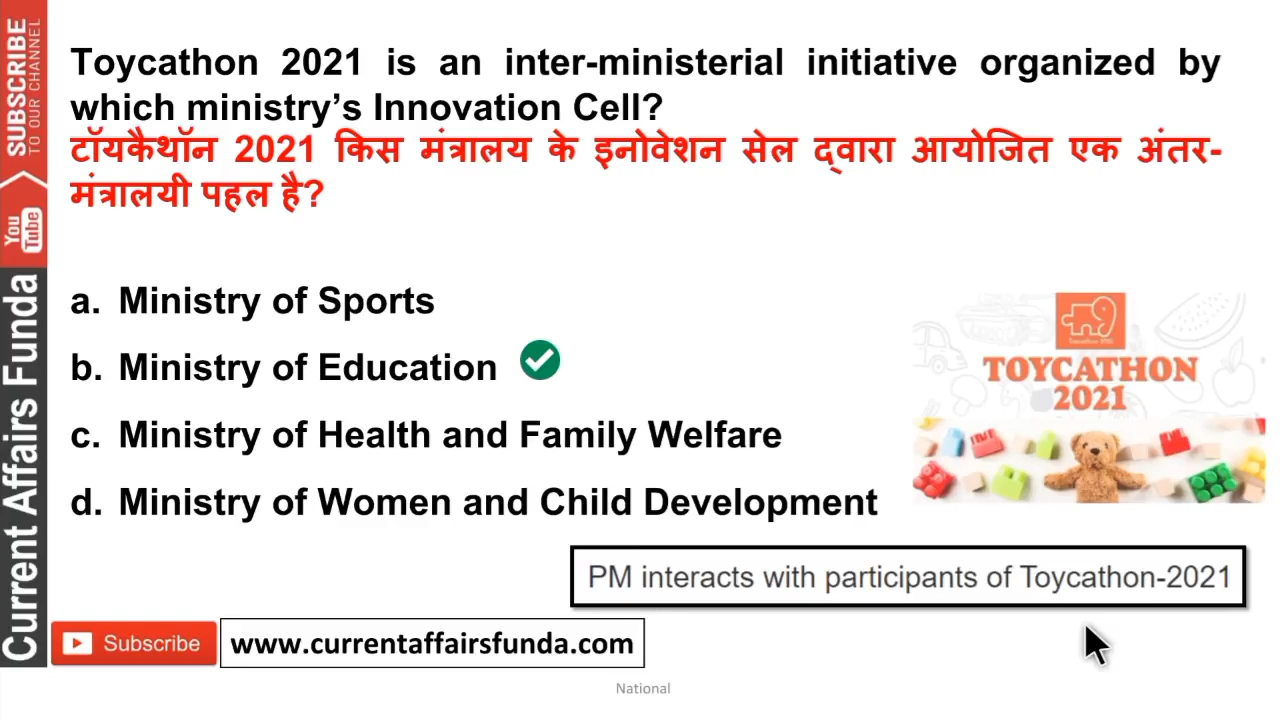 SUBSCRIBE
TO OUR CHANNEL
You
Tube
Current Affairs Funda
Toycathon 2021 is an inter-ministerial initiative organized by
which ministry’s Innovation Cell?
टॉयकैथॉन 2021 किस मंत्रालय के इनोवेशन सेल द्वारा आयोजित एक अंतर-
मंत्रालयी पहल है?
a. Ministry of Sports
b. Ministry of Education
c. Ministry of Health and Family Welfare
d. Ministry of Women and Child Development
TOYCATHON
2021
PM interacts with participants of Toycathon-2021
Subscribe
www.currentaffairsfunda.com
National